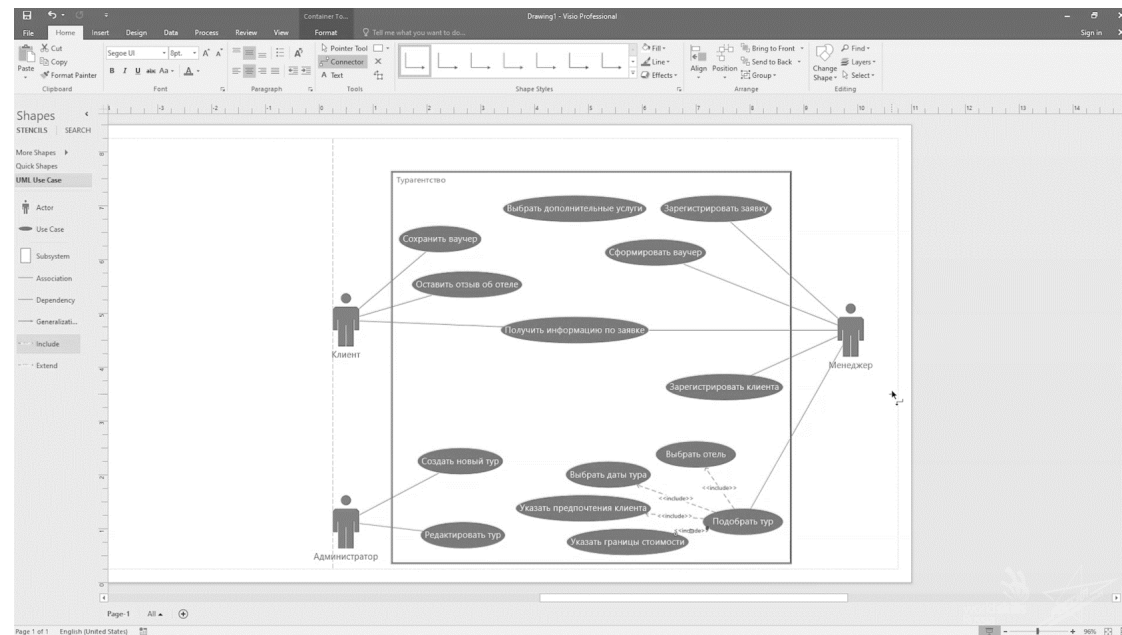 Container To...
Drawing1 - Visio Professional
File Home Insert Design Data Process Review View Format Tell me what you want to do... Sign in
Paste
Cut
Copy
Format Painter
Clipboard
Segoe UI 8pt.
B I U abc Aa A
Font
Paragraph
Pointer Tool
Connector
A Text
Tools
Shape Styles
Fill
Line
Effects
Align Position
Bring to Front
Send to Back
Group
Arrange
Change Shape
Find
Layers
Select
Editing
Shapes
STENCILS SEARCH
More Shapes
Quick Shapes
UML Use Case
Actor
Use Case
Subsystem
Association
Dependency
Generalizati...
Include
Extend
Турагентство
Выбрать дополнительные услуги
Зарегистрировать заявку
Сохранить ваучер
Сформировать ваучер
Оставить отзыв об отеле
Получить информацию по заявке
Клиент
Менеджер
Зарегистрировать клиента
Создать новый тур
Выбрать отель
Выбрать даты тура
<<include>>
<<include>>
Указать предпочтения клиента
<<include>>
Подобрать тур
<<include>>
Редактировать тур
Указать границы стоимости
Администратор
Page-1 All
Page 1 of 1 English (United States) 96%